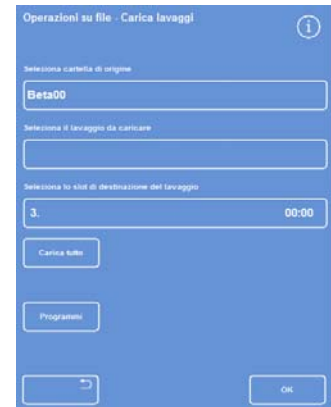 Operazioni su file - Carica lavaggi
Seleziona cartella di origine
Beta00
Seleziona il lavaggio da caricare
Seleziona lo slot di destinazione del lavaggio
3. 00:00
Carica tutto
Programmi
OK